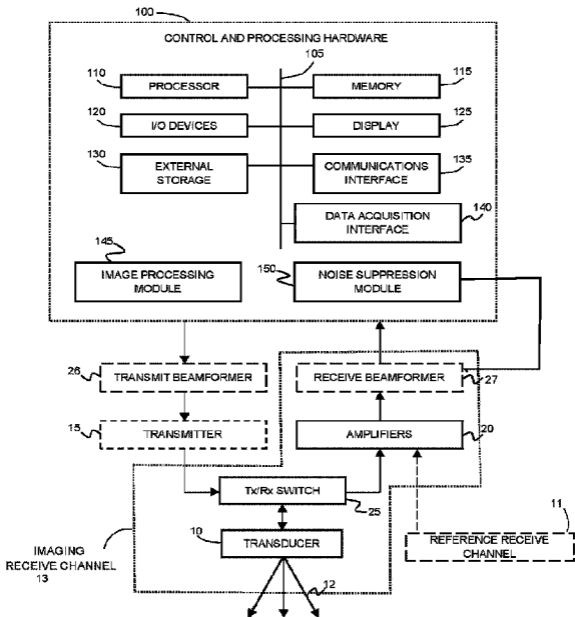 100
CONTROL AND PROCESSING HARDWARE
105
110
PROCESSOR
MEMORY
115
120
I/O DEVICES
DISPLAY
125
130
EXTERNAL
STORAGE
COMMUNICATIONS
INTERFACE
135
DATA ACQUISITION
INTERFACE
140
145
IMAGE PROCESSING
MODULE
150
NOISE SUPPRESSION
MODULE
26
TRANSMIT BEAMFORMER
RECEIVE BEAMFORMER
27
15
TRANSMITTER
AMPLIFIERS
20
Tx/Rx SWITCH
25
10
TRANSDUCER
11
REFERENCE RECEIVE
CHANNEL
IMAGING
RECEIVE CHANNEL
13
12